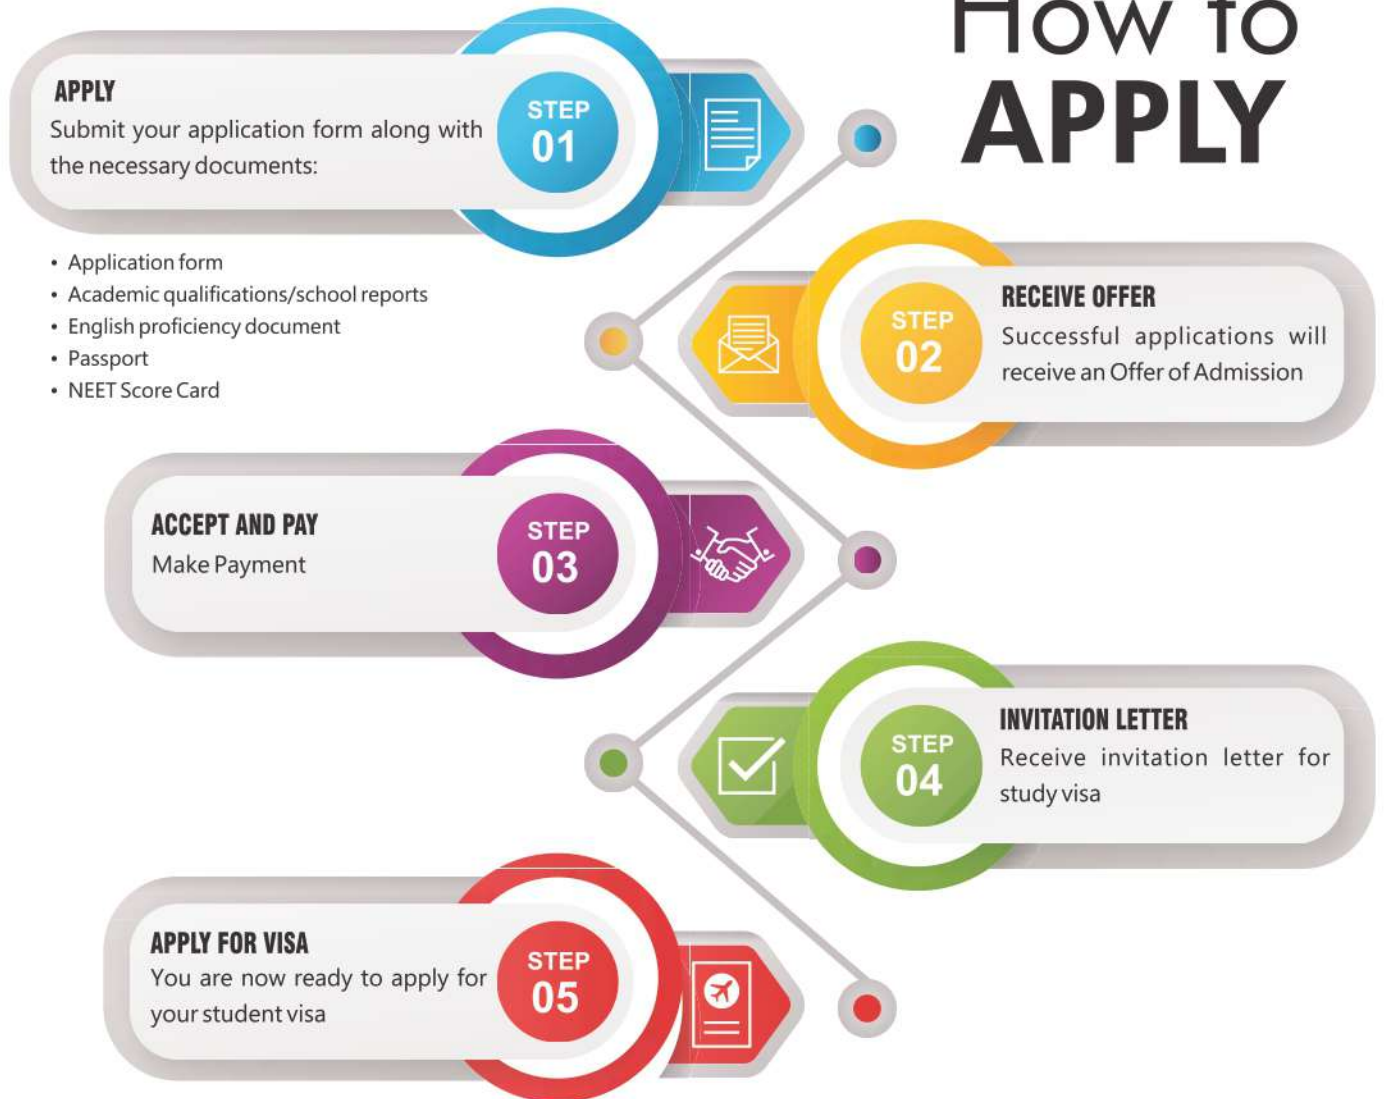 How to
APPLY
APPLY
Submit your application form along with
the necessary documents:
STEP
01
• Application form
• Academic qualifications/school reports
• English proficiency document
• Passport
• NEET Score Card
STEP
02
RECEIVE OFFER
Successful applications will
receive an Offer of Admission
ACCEPT AND PAY
Make Payment
STEP
03
STEP
04
INVITATION LETTER
Receive invitation letter for
study visa
APPLY FOR VISA
You are now ready to apply for
your student visa
STEP
05